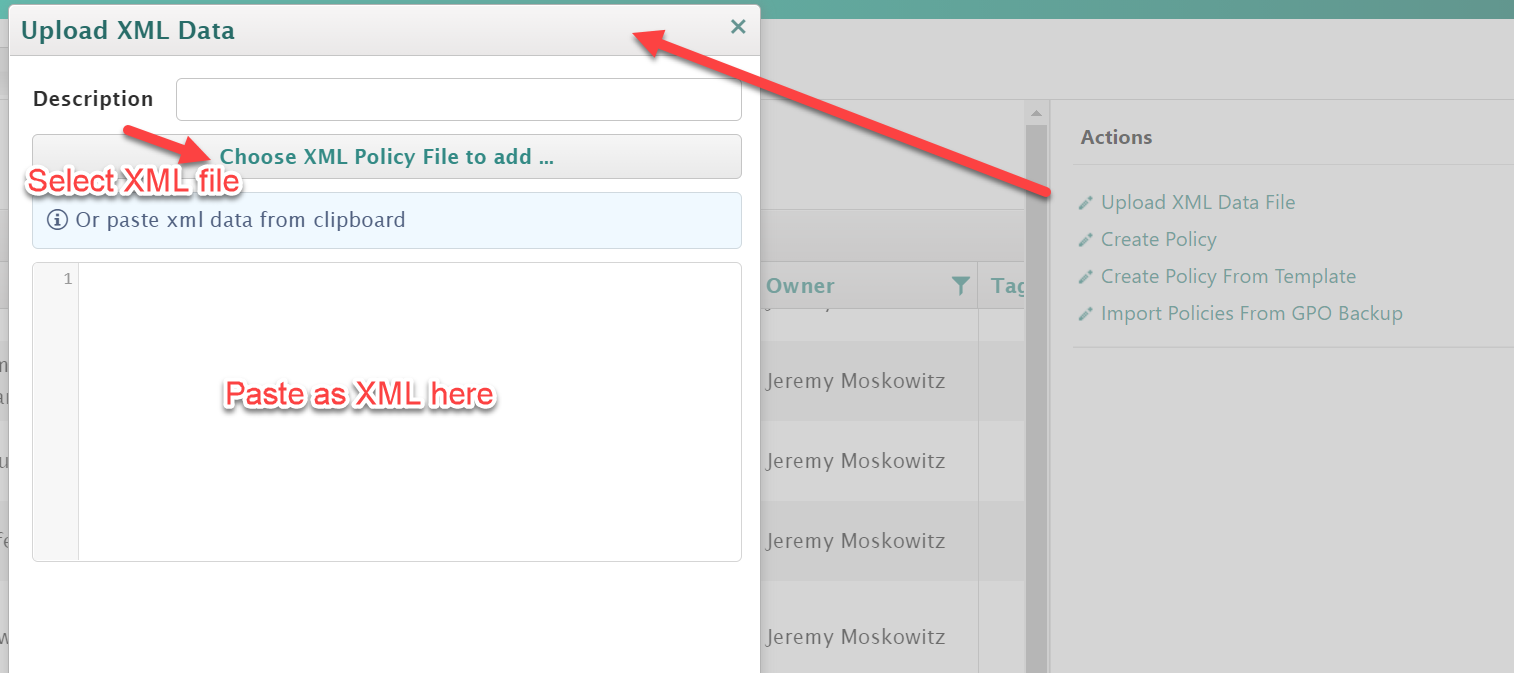 Upload XML Data
Description
Choose XML Policy File to add ...
Select XML file
Or paste xml data from clipboard
1
Paste as XML here
Owner
Tag
Jeremy Moskowitz
Jeremy Moskowitz
Jeremy Moskowitz
Jeremy Moskowitz
Actions
Upload XML Data File
Create Policy
Create Policy From Template
Import Policies From GPO Backup